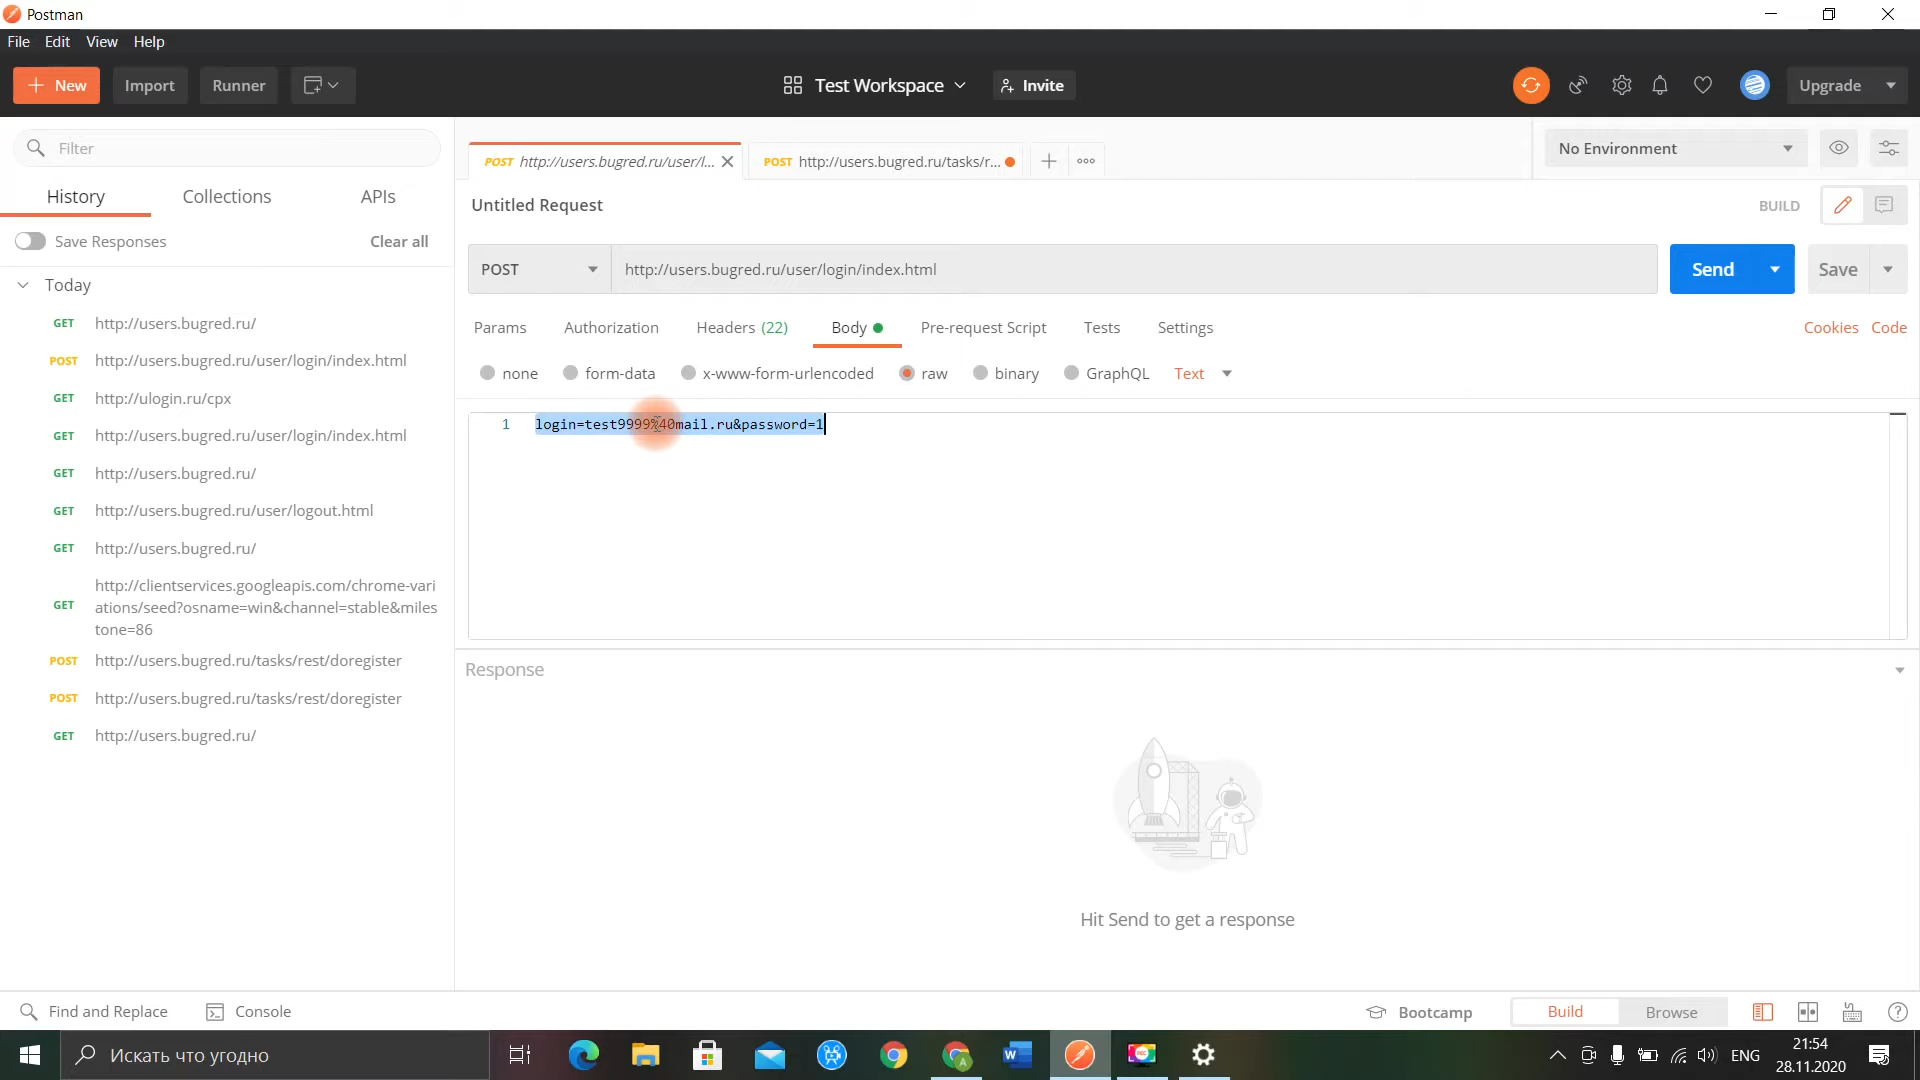 Postman
File Edit View Help
New Import Runner Test Workspace Invite Upgrade
Filter
History Collections APIs
Save Responses Clear all
Today
GET http://users.bugred.ru/
POST http://users.bugred.ru/user/login/index.html
GET http://ulogin.ru/cpx
GET http://users.bugred.ru/user/login/index.html
GET http://users.bugred.ru/
GET http://users.bugred.ru/user/logout.html
GET http://users.bugred.ru/
GET http://clientservices.googleapis.com/chrome-vari
ations/seed?osname=win&channel=stable&miles
tone=86
POST http://users.bugred.ru/tasks/rest/doregister
POST http://users.bugred.ru/tasks/rest/doregister
GET http://users.bugred.ru/
POST http://users.bugred.ru/user/l... POST http://users.bugred.ru/tasks/r... No Environment
Untitled Request BUILD
POST http://users.bugred.ru/user/login/index.html Send Save
Params Authorization Headers (22) Body Pre-request Script Tests Settings Cookies Code
none form-data x-www-form-urlencoded raw binary GraphQL Text
1 login=test9999%40mail.ru&password=1
Response
Hit Send to get a response
Find and Replace Console Bootcamp Build Browse
Искать что угодно ENG 21:54
28.11.2020